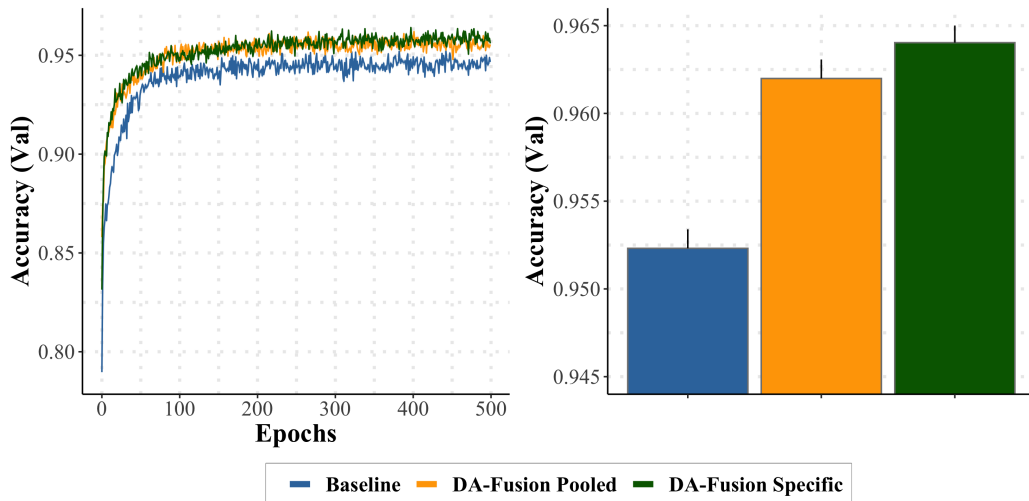 Accuracy (Val)
0.95
0.90
0.85
0.80
0 100 200 300 400 500
Epochs
Accuracy (Val)
0.965
0.960
0.955
0.950
0.945
Baseline DA-Fusion Pooled DA-Fusion Specific